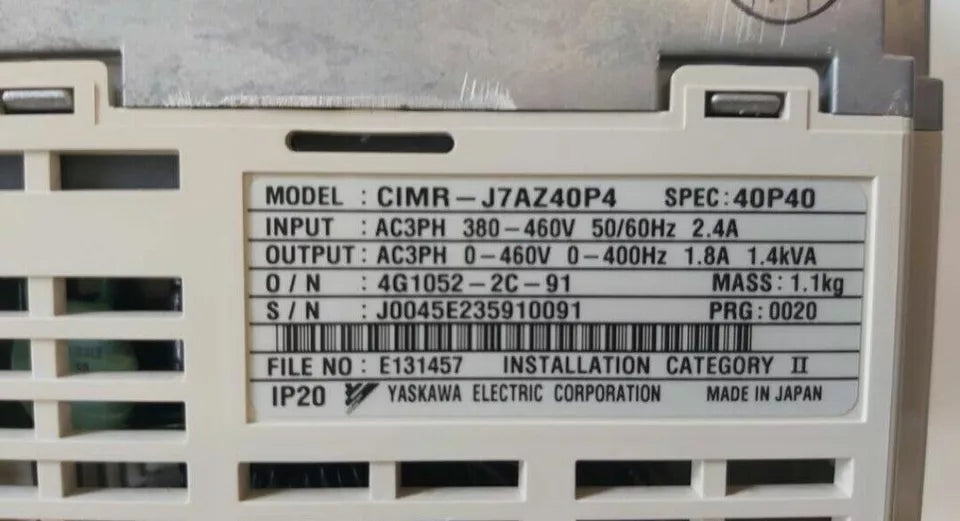 MODEL : CIMR-J7AZ40P4 SPEC: 40P40
INPUT : AC3PH 380-460V 50/60Hz 2.4A
OUTPUT : AC3PH 0-460V 0-400Hz 1.8A 1.4kVA
O / N : 4G1052-2C-91 MASS: 1.1kg
S / N : J0045E235910091 PRG: 0020
FILE NO : E131457 INSTALLATION CATEGORY II
IP20 YASKAWA ELECTRIC CORPORATION MADE IN JAPAN